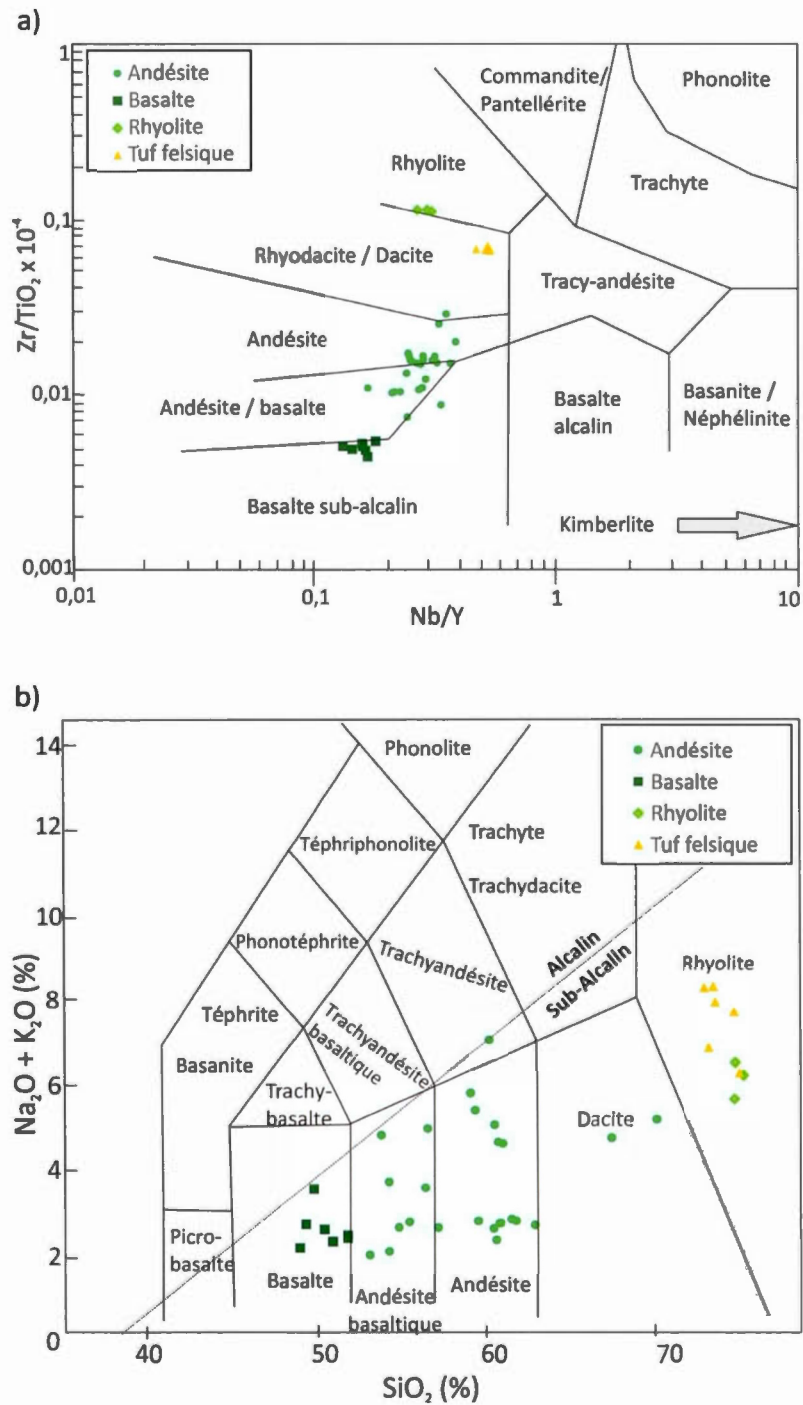 a)
1
Andésite
Basalte
Rhyolite
Tuf felsique
Commandite/
Pantellérite
Phonolite
Rhyolite
Trachyte
0,1
Rhyodacite / Dacite
Tracy-andésite
Zr/TiO₂ x 10⁻⁴
Andésite
0,01
Andésite / basalte
Basalte
alcalin
Basanite /
Néphélinite
Basalte sub-alcalin
Kimberlite
0,001
0,01
0,1
1
10
Nb/Y
b)
14
12
10
8
6
4
2
0
Na₂O + K₂O (%)
Phonolite
Andésite
Basalte
Rhyolite
Tuf felsique
Téphriphonolite
Trachyte
Trachydacite
Phonotéphrite
Trachyandésite
Alcalin
Sub-Alcalin
Rhyolite
Téphrite
Basanite
Trachyandésite
basaltique
Trachy-
basalte
Dacite
Picro-
basalte
Basalte
Andésite
basaltique
Andésite
40
50
60
70
SiO₂ (%)